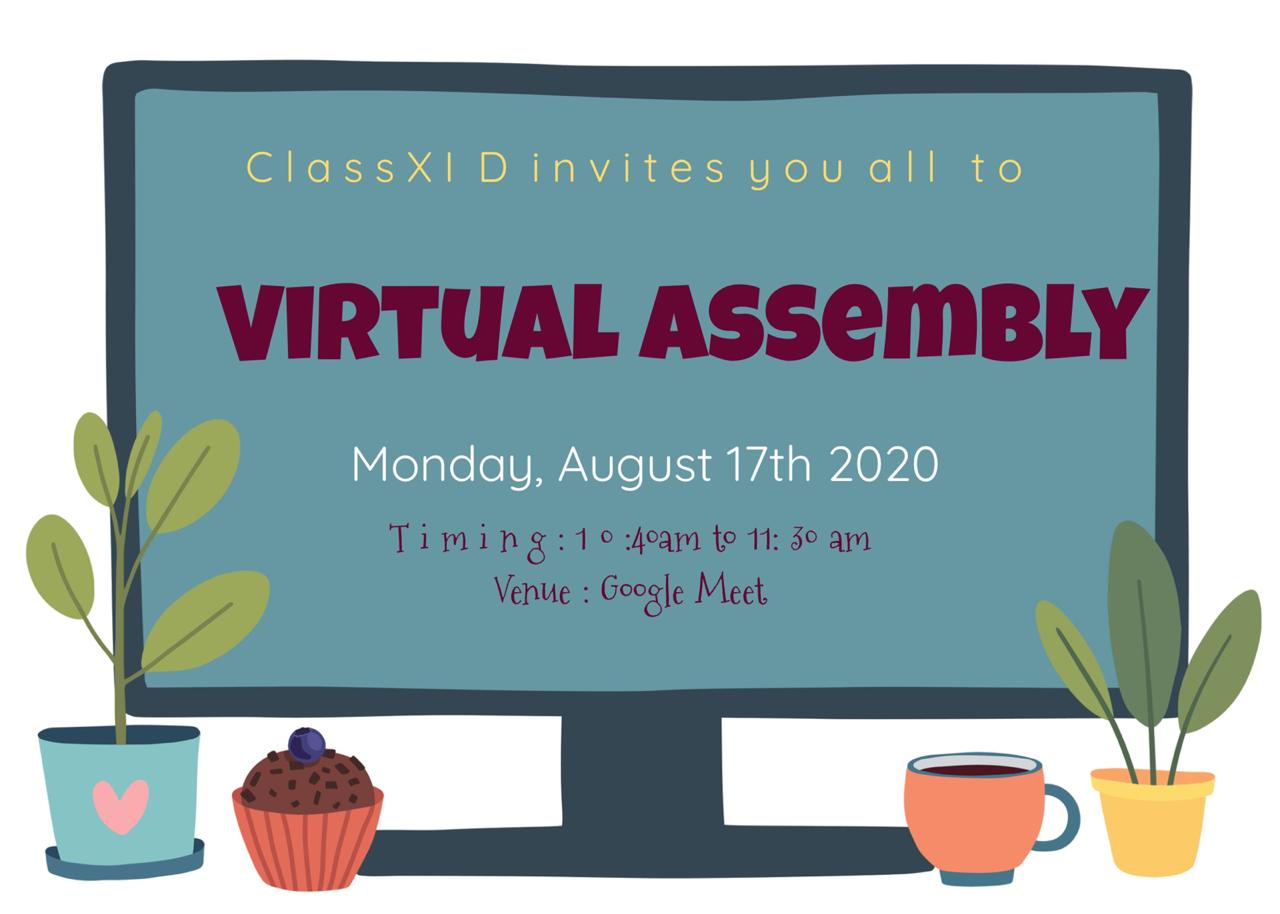 ClassXI D invites you all to
VIRTUAL ASSEMBLY
Monday, August 17th 2020
Timing : 10 :40am to 11: 30 am
Venue : Google Meet